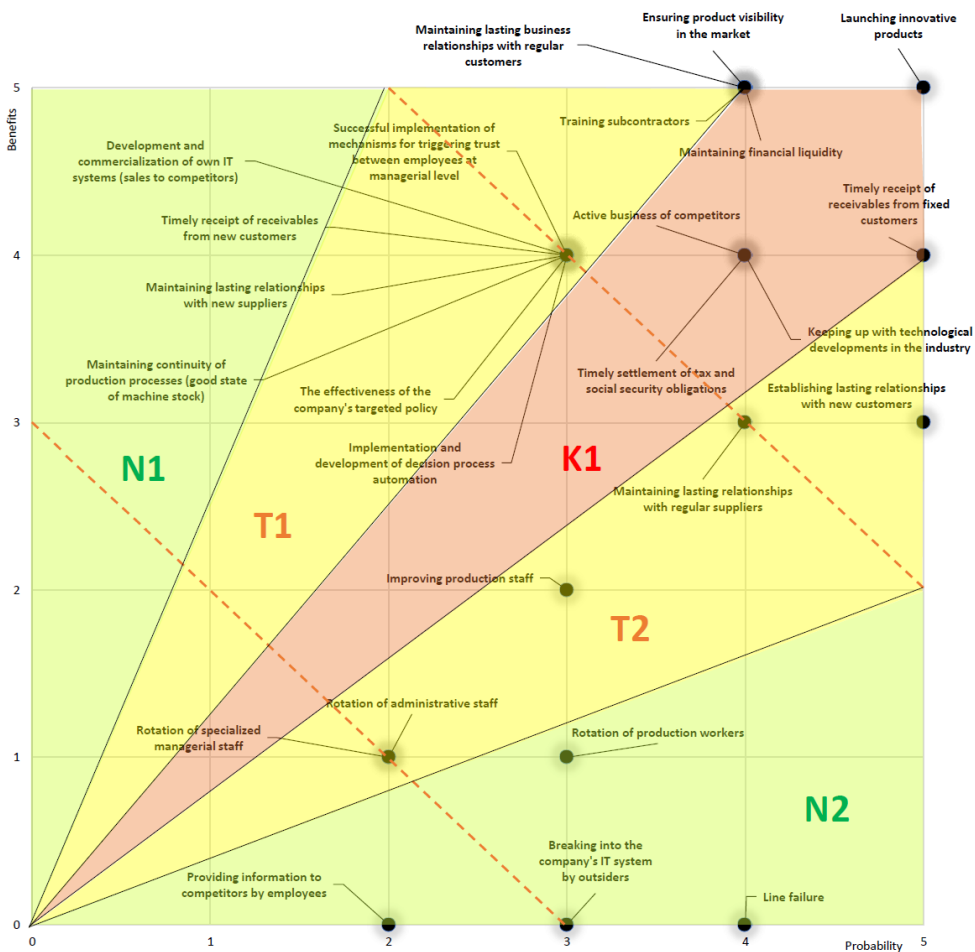 Maintaining lasting business
relationships with regular
customers
Ensuring product visibility
in the market
Launching innovative
products
Benefits
5
4
3
2
1
0
Training subcontractors
Maintaining financial liquidity
Successful implementation of
mechanisms for triggering trust
between employees at
managerial level
Development and
commercialization of own IT
systems (sales to competitors)
Timely receipt of
receivables from fixed
customers
Timely receipt of receivables
from new customers
Active business of competitors
Maintaining lasting relationships
with new suppliers
Keeping up with technological
developments in the industry
Maintaining continuity of
production processes (good state
of machine stock)
The effectiveness of the
company's targeted policy
Timely settlement of tax and
social security obligations
Establishing lasting relationships
with new customers
Implementation and
development of decision process
automation
N1
K1
T1
Maintaining lasting relationships
with regular suppliers
Improving production staff
T2
Rotation of administrative staff
Rotation of specialized
managerial staff
Rotation of production workers
N2
Breaking into the
company's IT system
by outsiders
Providing information to
competitors by employees
Line failure
0
1
2
3
4
5
Probability